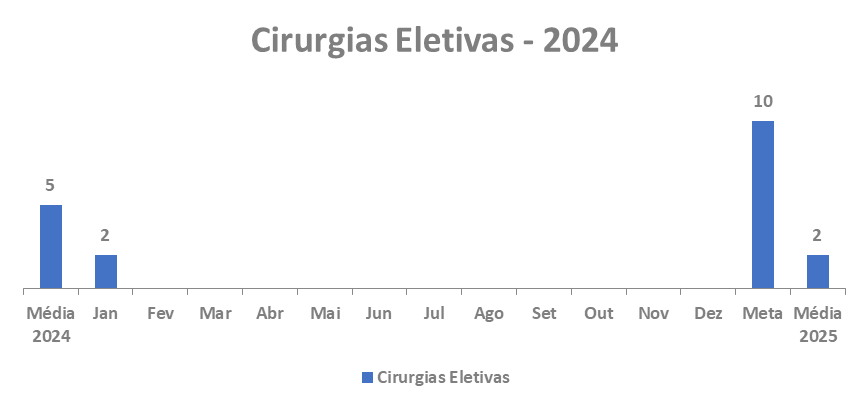 Cirurgias Eletivas - 2024
10
5
2
2
Média Jan Fev Mar Abr Mai Jun Jul Ago Set Out Nov Dez Meta Média
2024 2025
Cirurgias Eletivas